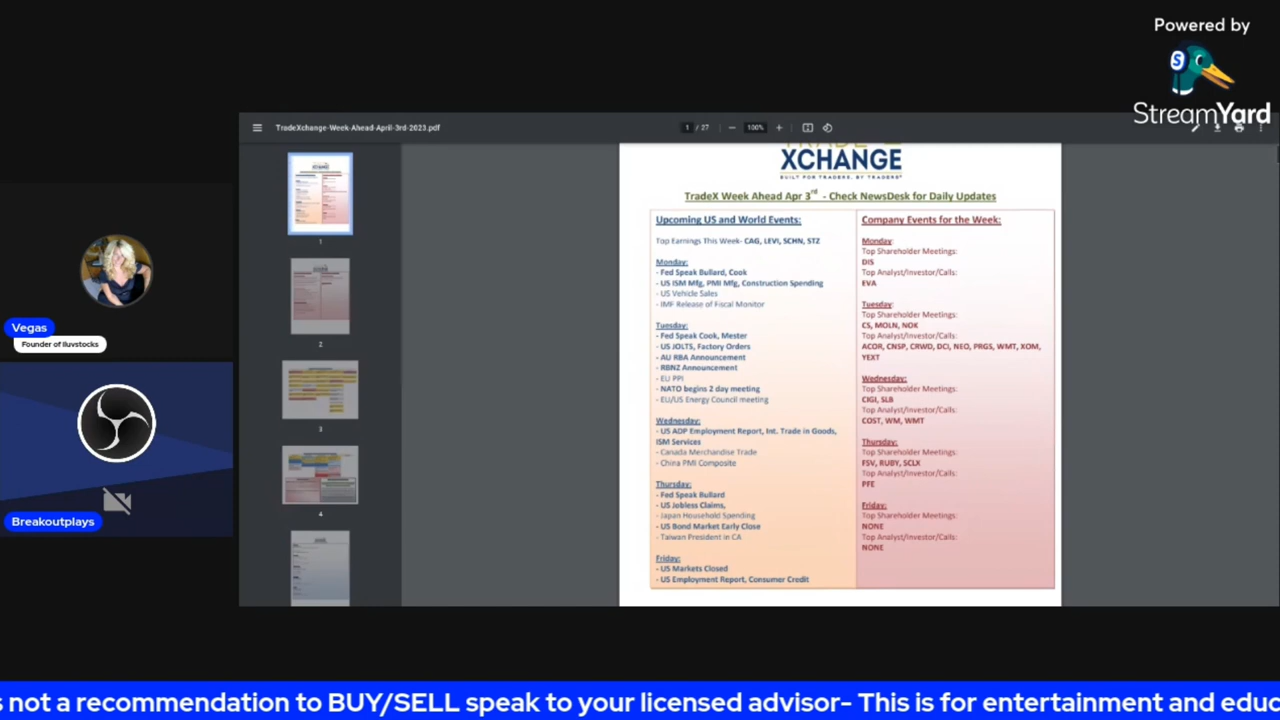 Powered by
S
StreamYard
TradeXchange-Week-Ahead-April-3rd-2023.pdf
1 / 27
100%
TRADE
XCHANGE
BUILT FOR TRADERS, BY TRADERS
TradeX Week Ahead Apr 3rd - Check NewsDesk for Daily Updates
Upcoming US and World Events:
Top Earnings This Week- CAG, LEVI, SCHN, STZ
Monday:
- Fed Speak Bullard, Cook
- US ISM Mfg, PMI Mfg, Construction Spending
- US Vehicle Sales
- IMF Release of Fiscal Monitor
Tuesday:
- Fed Speak Cook, Mester
- US JOLTS, Factory Orders
- AU RBA Announcement
- RBNZ Announcement
- EU PPI
- NATO begins 2 day meeting
- EU/US Energy Council meeting
Wednesday:
- US ADP Employment Report, Int. Trade in Goods,
ISM Services
- Canada Merchandise Trade
- China PMI Composite
Thursday:
- Fed Speak Bullard
- US Jobless Claims,
- Japan Household Spending
- US Bond Market Early Close
- Taiwan President in CA
Friday:
- US Markets Closed
- US Employment Report, Consumer Credit
Company Events for the Week:
Monday:
Top Shareholder Meetings:
DIS
Top Analyst/Investor/Calls:
EVA
Tuesday:
Top Shareholder Meetings:
CS, MOLN, NOK
Top Analyst/Investor/Calls:
ACOR, CNSP, CRWD, DCI, NEO, PRGS, WMT, XOM,
YEXT
Wednesday:
Top Shareholder Meetings:
CIGI, SLB
Top Analyst/Investor/Calls:
COST, WM, WMT
Thursday:
Top Shareholder Meetings:
FSV, RUBY, SCLX
Top Analyst/Investor/Calls:
PFE
Friday:
Top Shareholder Meetings:
NONE
Top Analyst/Investor/Calls:
NONE
1
2
3
4
Vegas
Founder of Iluvstocks
Breakoutplays
s not a recommendation to BUY/SELL speak to your licensed advisor- This is for entertainment and educ